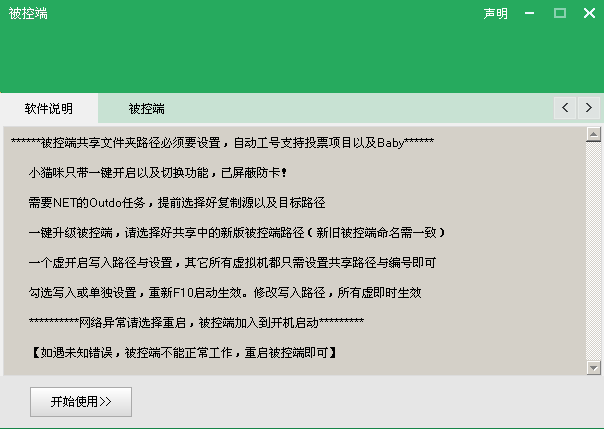 被控端
声明
软件说明
被控端
******被控端共享文件夹路径必须要设置，自动工号支持投票项目以及Baby******
小猫咪只带一键开启以及切换功能，已屏蔽防卡！
需要NET的Outdo任务，提前选择好复制源以及目标路径
一键升级被控端，请选择好共享中的新版被控端路径（新旧被控端命名需一致）
一个虚开启写入路径与设置，其它所有虚拟机都只需设置共享路径与编号即可
勾选写入或单独设置，重新F10启动生效。修改写入路径，所有虚即时生效
**********网络异常请选择重启，被控端加入到开机启动*********
【如遇未知错误，被控端不能正常工作，重启被控端即可】
开始使用>>